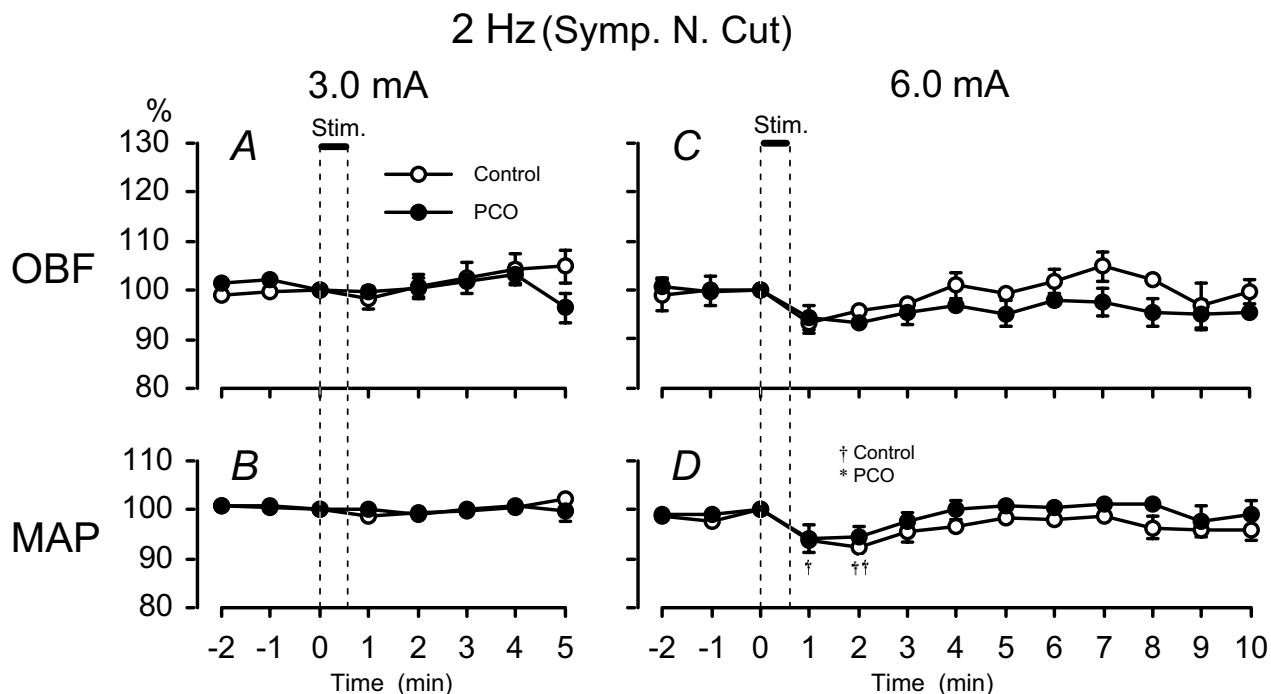 2 Hz (Symp. N. Cut)
3.0 mA
6.0 mA
%
A
Stim.
C
Stim.
130
120
110
100
90
80
Control
PCO
OBF
B
D
† Control
* PCO
110
100
90
80
MAP
†
††
-2 -1 0 1 2 3 4 5
-2 -1 0 1 2 3 4 5 6 7 8 9 10
Time (min)
Time (min)